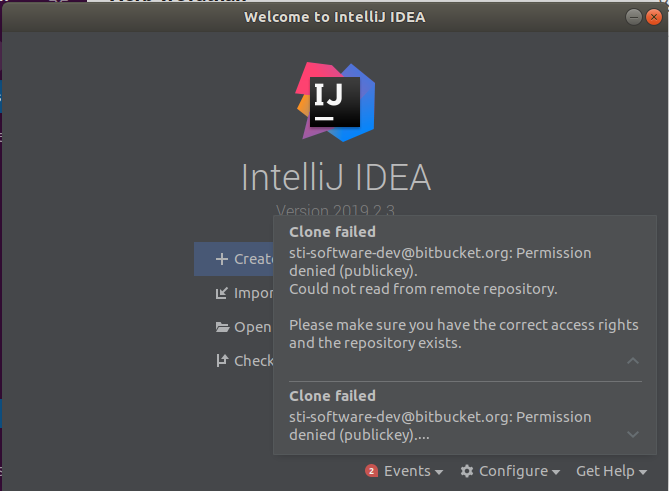 Welcome to IntelliJ IDEA
IJ
IntelliJ IDEA
Version 2019.2.3
Create
Impor
Open
Check
Clone failed
sti-software-dev@bitbucket.org: Permission
denied (publickey).
Could not read from remote repository.
Please make sure you have the correct access rights
and the repository exists.
Clone failed
sti-software-dev@bitbucket.org: Permission
denied (publickey)....
2 Events Configure Get Help